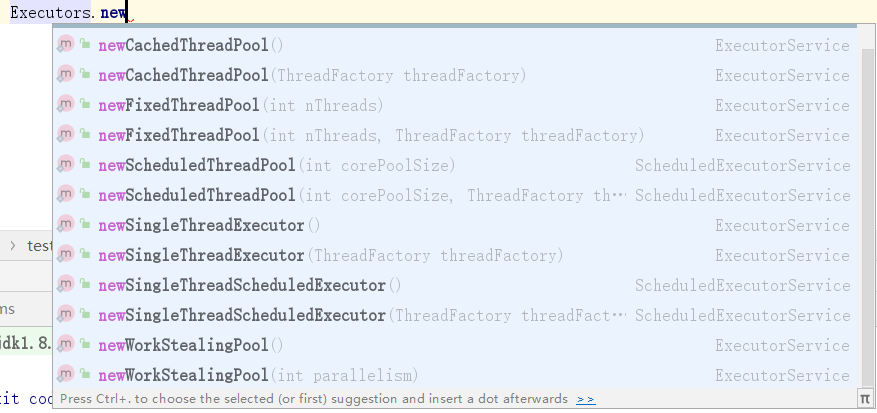 Executors. new
newCachedThreadPool() ExecutorService
newCachedThreadPool(ThreadFactory threadFactory) ExecutorService
newFixedThreadPool(int nThreads) ExecutorService
newFixedThreadPool(int nThreads, ThreadFactory threadFactory) ExecutorService
newScheduledThreadPool(int corePoolSize) ScheduledExecutorService
newScheduledThreadPool(int corePoolSize, ThreadFactory th… ScheduledExecutorService
newSingleThreadExecutor() ExecutorService
> test
newSingleThreadExecutor(ThreadFactory threadFactory) ExecutorService
newSingleThreadScheduledExecutor() ScheduledExecutorService
ms
newSingleThreadScheduledExecutor(ThreadFactory threadFact… ScheduledExecutorService
jdk1.8.
newWorkStealingPool() ExecutorService
newWorkStealingPool(int parallelism) ExecutorService
xit cod
Press Ctrl+. to choose the selected (or first) suggestion and insert a dot afterwards >> π